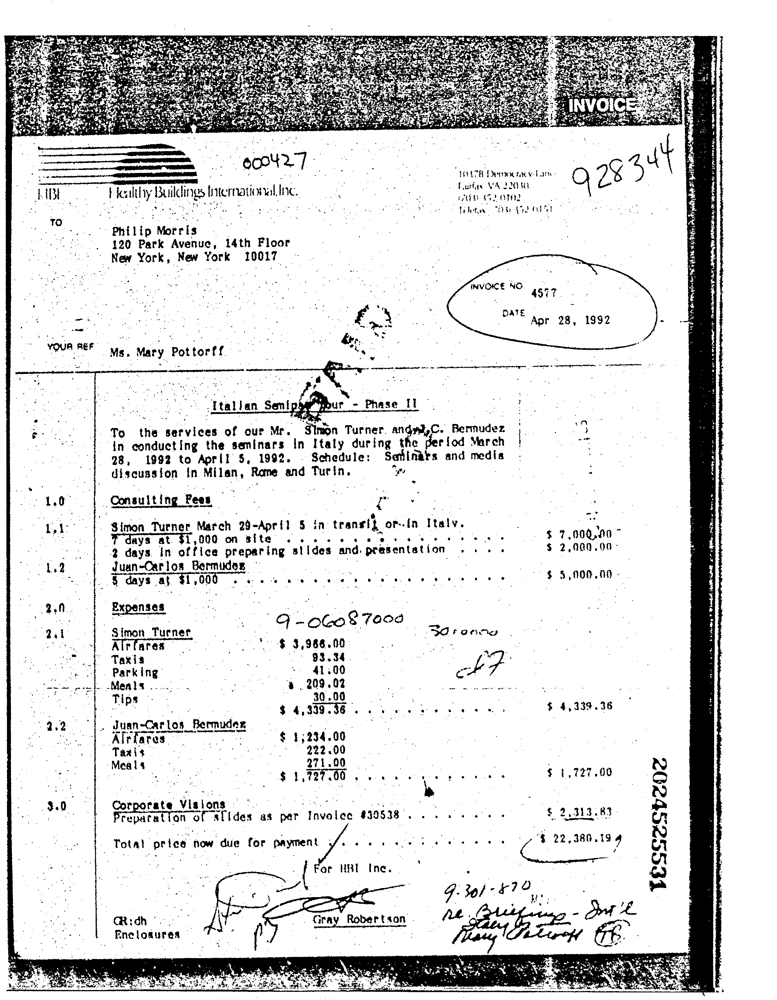 INVOICE
000427
928344
HBI Healthy Buildings International, Inc.
10378 Democracy Lane
Fairfax VA 22030
(703) 352 0102
Telefax 703 352 0151
TO
Philip Morris
120 Park Avenue, 14th Floor
New York, New York 10017
INVOICE NO 4577
DATE Apr 28, 1992
YOUR REF Ms. Mary Pottorff
PAID
Italian Seminar Tour - Phase II
To the services of our Mr. Simon Turner and J.C. Bermudez
in conducting the seminars in Italy during the period March
28, 1992 to April 5, 1992. Schedule: Seminars and media
discussion in Milan, Rome and Turin.
1.0 Consulting Fees
1.1 Simon Turner March 29-April 5 in transit or in Italy.
7 days at $1,000 on site . . . . $ 7,000.00
2 days in office preparing slides and presentation . . . . $ 2,000.00
1.2 Juan-Carlos Bermudez
5 days at $1,000 . . . . $ 5,000.00
2.0 Expenses
9-06087000
2.1 Simon Turner
Airfares $ 3,966.00
Taxis 93.34
Parking 41.00
Meals 209.02
Tips 30.00
$ 4,339.36 . . . . $ 4,339.36
2.2 Juan-Carlos Bermudez
Airfares $ 1,234.00
Taxis 222.00
Meals 271.00
$ 1,727.00 . . . . $ 1,727.00
3.0 Corporate Visions
Preparation of slides as per Invoice #30538 . . . . $ 2,313.83
Total price now due for payment . . . . $ 22,380.19
For HBI Inc.
9-301-870
re Briefings - Int'l
Mary Pottorff
TB
GR:dh Gray Robertson
Enclosures
2024525531